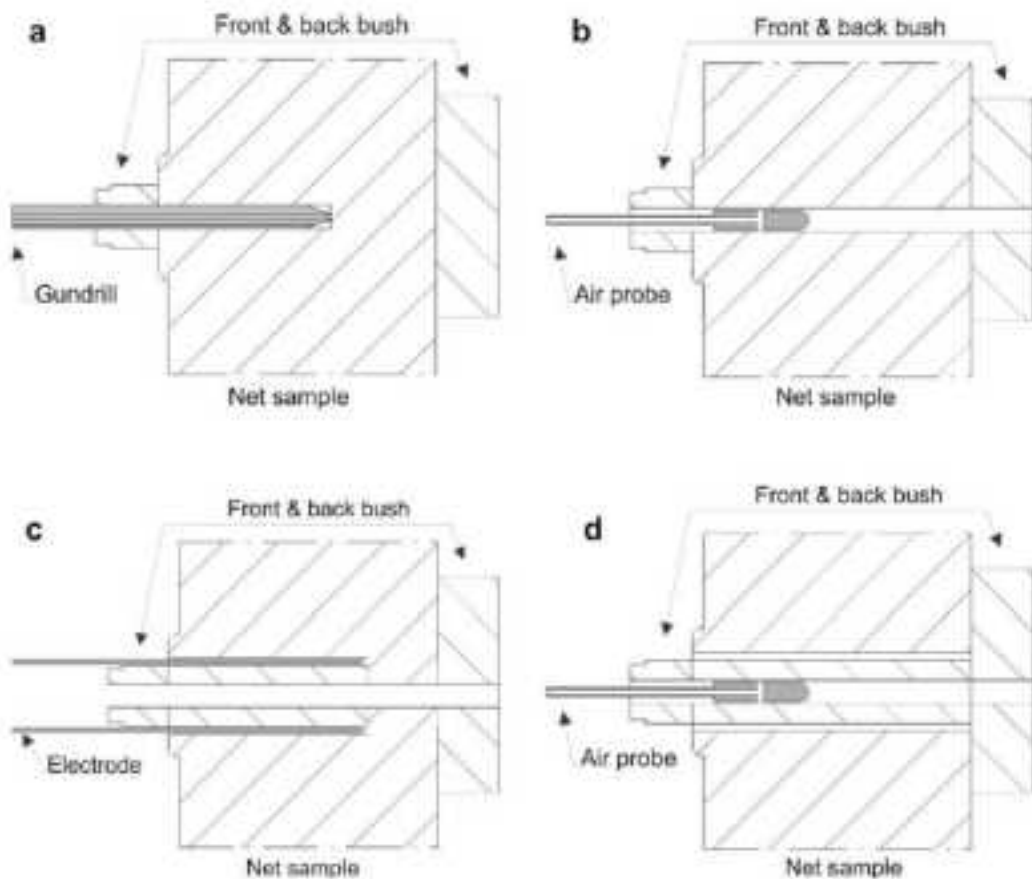 a
Front & back bush
Gundrill
Net sample
b
Front & back bush
Air probe
Net sample
c
Front & back bush
Electrode
Net sample
d
Front & back bush
Air probe
Net sample